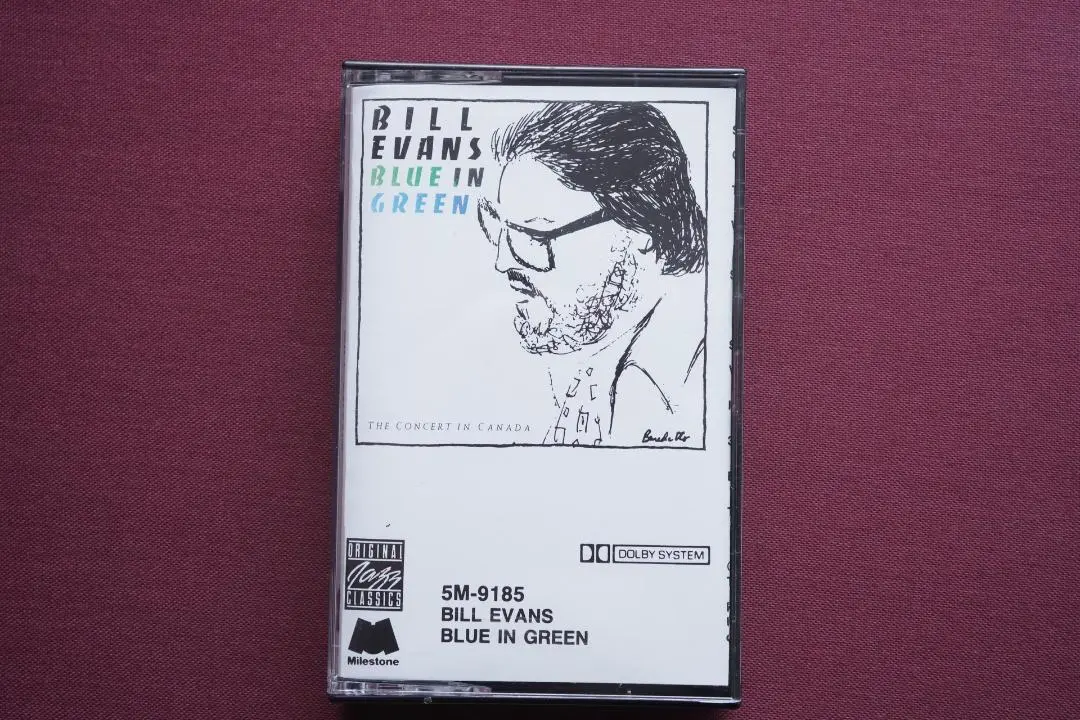 BILL
EVANS
BLUE IN
GREEN
THE CONCERT IN CANADA
ORIGINAL
Jazz
CLASSICS
DOLBY SYSTEM
5M-9185
BILL EVANS
BLUE IN GREEN
Milestone